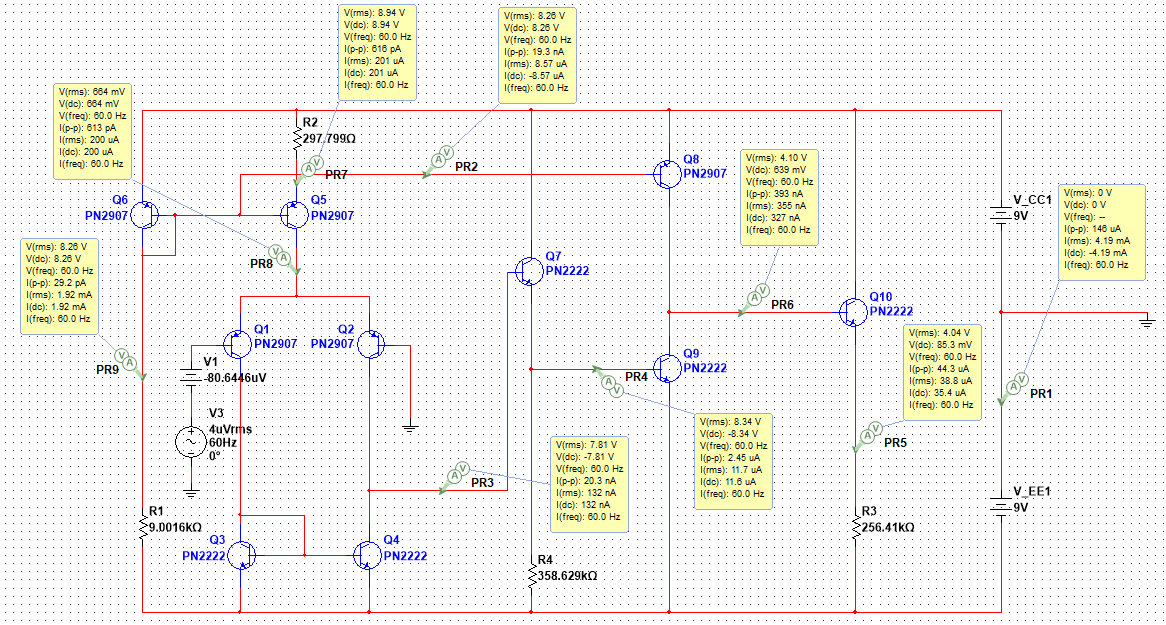 V(rms): 8.94 V
V(dc): 8.94 V
V(freq): 60.0 Hz
I(p-p): 616 pA
I(rms): 201 uA
I(dc): 201 uA
I(freq): 60.0 Hz
V(rms): 8.26 V
V(dc): 8.26 V
V(freq): 60.0 Hz
I(p-p): 19.3 nA
I(rms): 8.57 uA
I(dc): -8.57 uA
I(freq): 60.0 Hz
V(rms): 664 mV
V(dc): 664 mV
V(freq): 60.0 Hz
I(p-p): 613 pA
I(rms): 200 uA
I(dc): 200 uA
I(freq): 60.0 Hz
R2
297.799Ω
PR7
PR2
Q8
PN2907
V(rms): 4.10 V
V(dc): 639 mV
V(freq): 60.0 Hz
I(p-p): 393 nA
I(rms): 355 nA
I(dc): 327 nA
I(freq): 60.0 Hz
V(rms): 0 V
V(dc): 0 V
V(freq): --
I(p-p): 146 uA
I(rms): 4.19 mA
I(dc): -4.19 mA
I(freq): 60.0 Hz
Q6
PN2907
Q5
PN2907
V_CC1
9V
V(rms): 8.26 V
V(dc): 8.26 V
V(freq): 60.0 Hz
I(p-p): 29.2 pA
I(rms): 1.92 mA
I(dc): 1.92 mA
I(freq): 60.0 Hz
PR8
Q7
PN2222
PR6
Q10
PN2222
Q1
PN2907
Q2
PN2907
PR9
V1
-80.6446uV
Q9
PN2222
PR4
V(rms): 4.04 V
V(dc): 85.3 mV
V(freq): 60.0 Hz
I(p-p): 44.3 uA
I(rms): 38.8 uA
I(dc): 35.4 uA
I(freq): 60.0 Hz
PR1
V3
4uVrms
60Hz
0°
V(rms): 8.34 V
V(dc): -8.34 V
V(freq): 60.0 Hz
I(p-p): 2.45 uA
I(rms): 11.7 uA
I(dc): 11.6 uA
I(freq): 60.0 Hz
PR5
V(rms): 7.81 V
V(dc): -7.81 V
V(freq): 60.0 Hz
I(p-p): 20.3 nA
I(rms): 132 nA
I(dc): 132 nA
I(freq): 60.0 Hz
PR3
V_EE1
9V
R1
9.0016kΩ
R3
256.41kΩ
Q3
PN2222
Q4
PN2222
R4
358.629kΩ